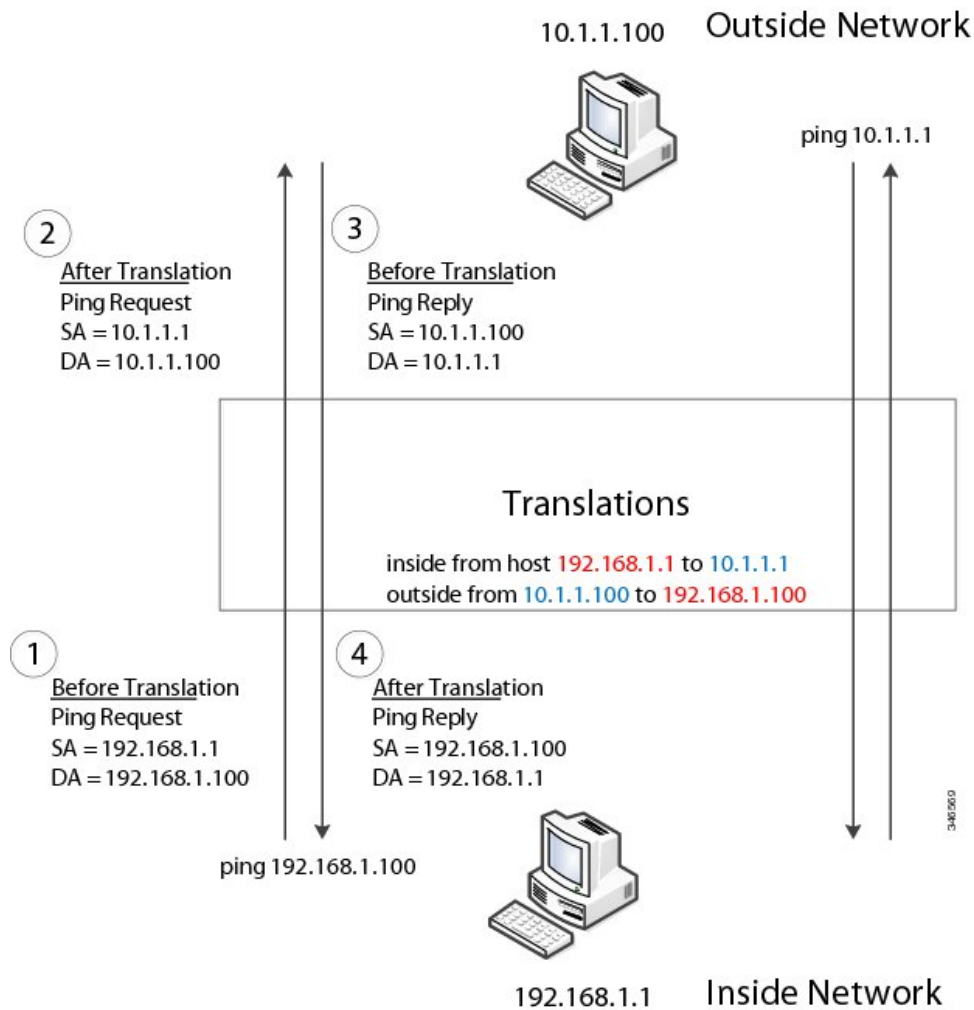 10.1.1.100 Outside Network
ping 10.1.1.1
2
After Translation
Ping Request
SA = 10.1.1.1
DA = 10.1.1.100
3
Before Translation
Ping Reply
SA = 10.1.1.100
DA = 10.1.1.1
Translations
inside from host 192.168.1.1 to 10.1.1.1
outside from 10.1.1.100 to 192.168.1.100
1
Before Translation
Ping Request
SA = 192.168.1.1
DA = 192.168.1.100
4
After Translation
Ping Reply
SA = 192.168.1.100
DA = 192.168.1.1
346569
ping 192.168.1.100
192.168.1.1 Inside Network